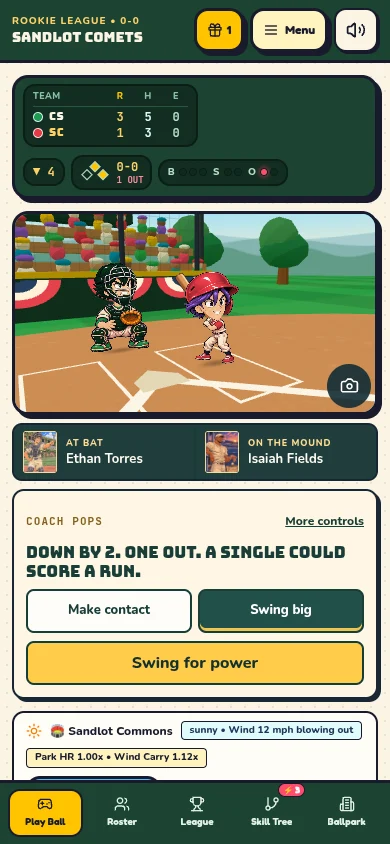 ROOKIE LEAGUE • 0-0
SANDLOT COMETS
1
Menu
TEAM R H E
CS 3 5 0
SC 1 3 0
▼ 4
0-0
1 OUT
B S O
AT BAT
Ethan Torres
ON THE MOUND
Isaiah Fields
COACH POPS
More controls
DOWN BY 2. ONE OUT. A SINGLE COULD
SCORE A RUN.
Make contact
Swing big
Swing for power
Sandlot Commons
sunny • Wind 12 mph blowing out
Park HR 1.00x • Wind Carry 1.12x
⚡3
Play Ball
Roster
League
Skill Tree
Ballpark